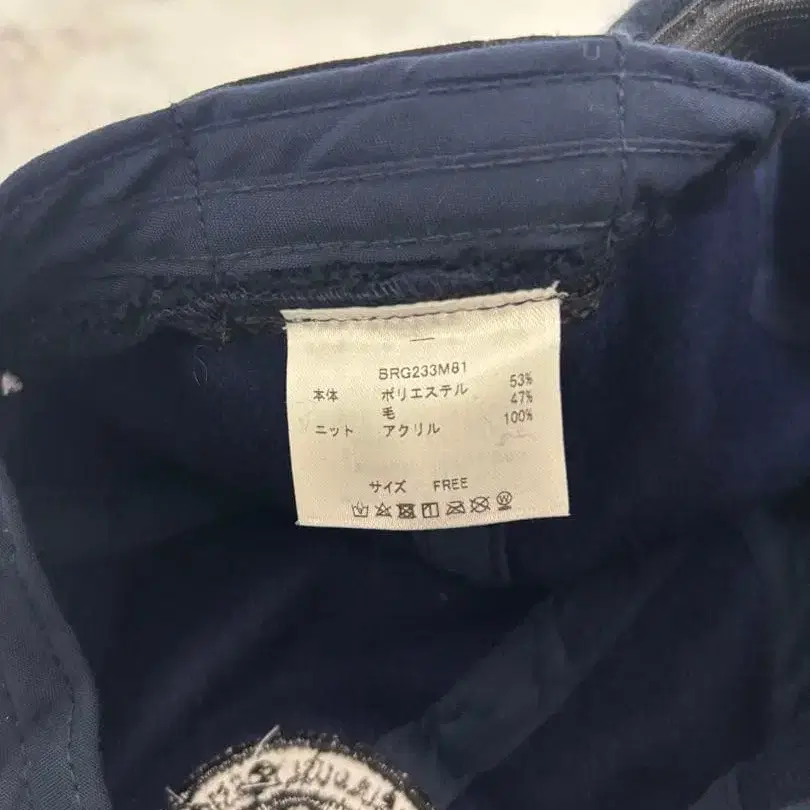 BRG233M81
本体 ポリエステル 53%
毛 47%
ニット アクリル 100%
サイズ FREE